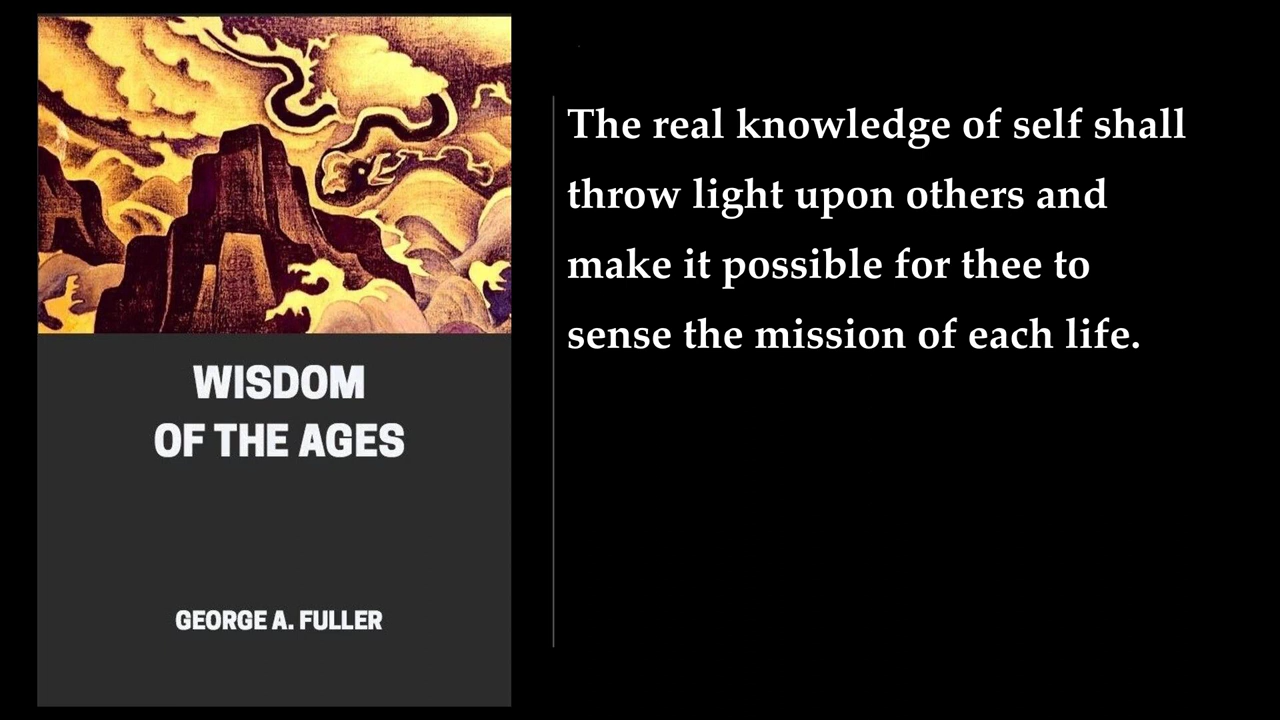 WISDOM
OF THE AGES
GEORGE A. FULLER
The real knowledge of self shall
throw light upon others and
make it possible for thee to
sense the mission of each life.